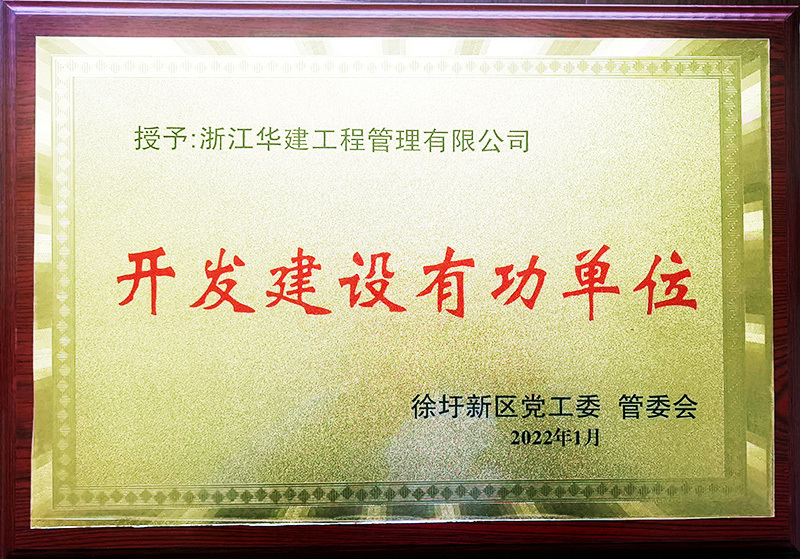 授予:浙江华建工程管理有限公司
开发建设有功单位
徐圩新区党工委 管委会
2022年1月